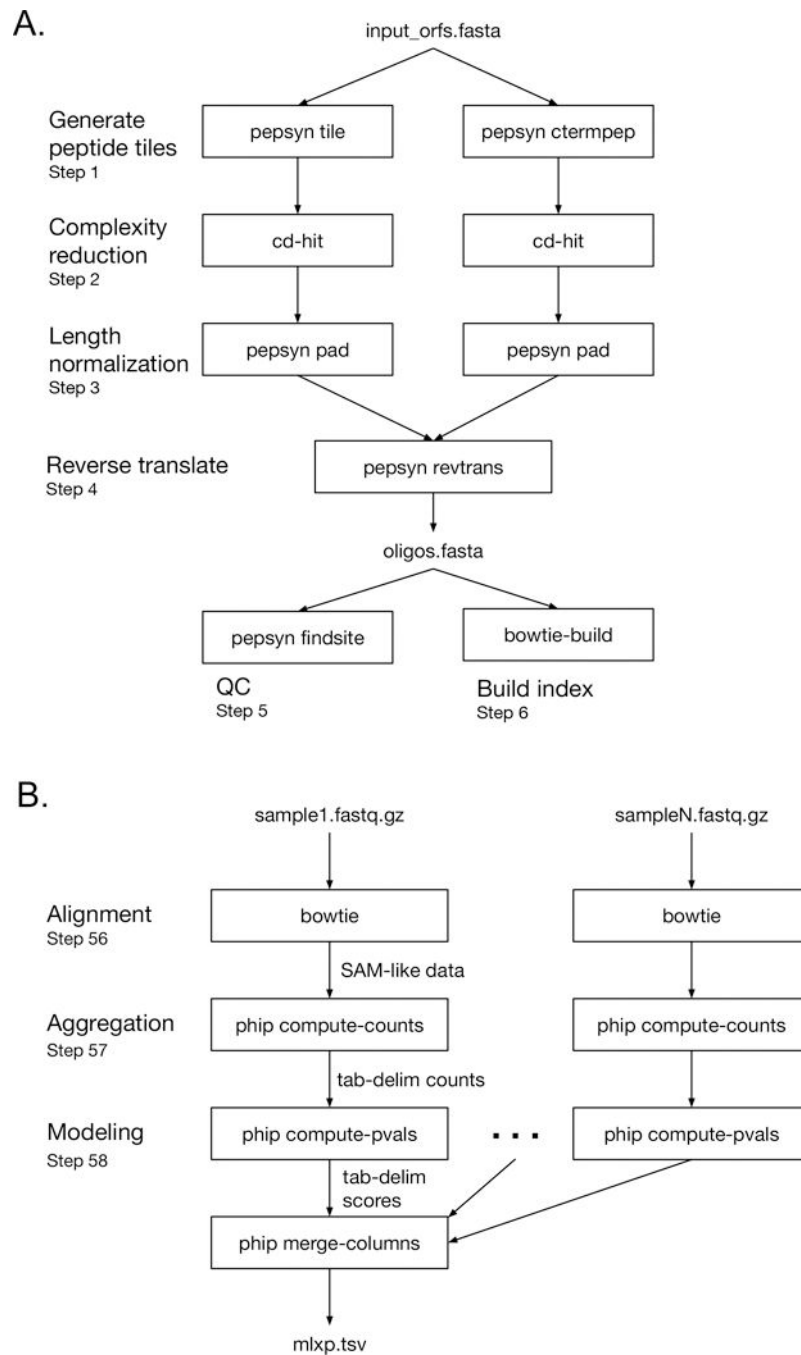 A.
input_orfs.fasta
Generate
peptide tiles
Step 1
pepsyn tile
pepsyn ctermpep
Complexity
reduction
Step 2
cd-hit
cd-hit
Length
normalization
Step 3
pepsyn pad
pepsyn pad
Reverse translate
Step 4
pepsyn revtrans
oligos.fasta
pepsyn findsite
bowtie-build
QC
Step 5
Build index
Step 6
B.
sample1.fastq.gz
sampleN.fastq.gz
Alignment
Step 56
bowtie
bowtie
SAM-like data
Aggregation
Step 57
phip compute-counts
phip compute-counts
tab-delim counts
Modeling
Step 58
phip compute-pvals
...
phip compute-pvals
tab-delim
scores
phip merge-columns
mlxp.tsv